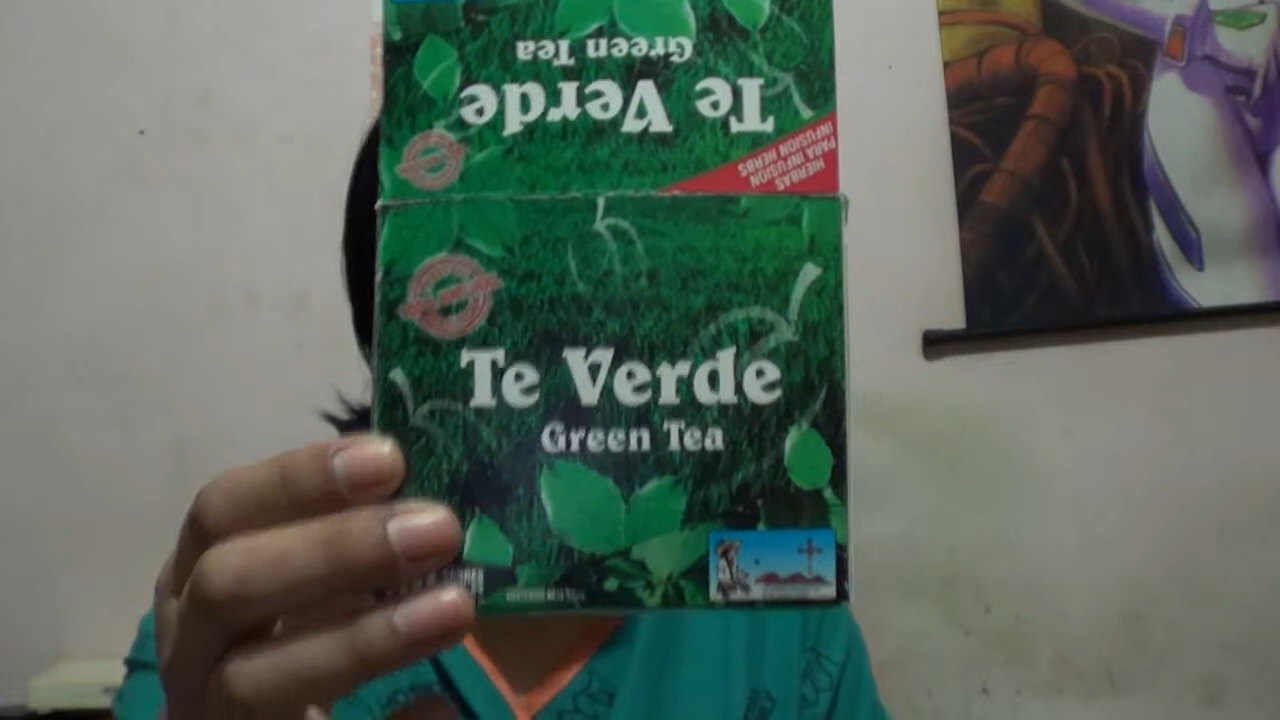 Green Tea
Te Verde
HIERBAS
PARA INFUSION
INFUSION HERBS
Te Verde
Green Tea